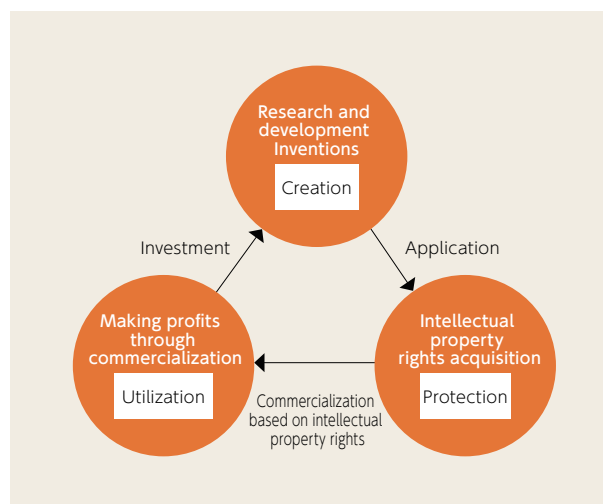 Research and
development
Inventions
Creation
Investment
Application
Making profits
through
commercialization
Utilization
Intellectual
property
rights acquisition
Protection
Commercialization
based on intellectual
property rights